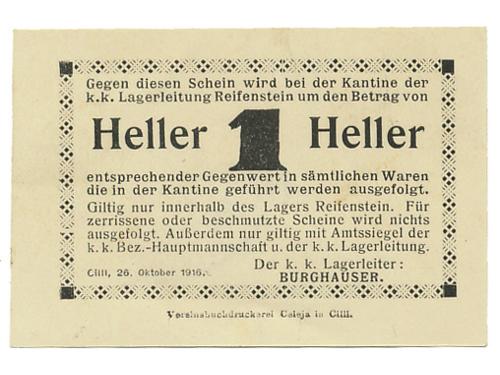 Gegen diesen Schein wird bei der Kantine der
k.k. Lagerleitung Reifenstein um den Betrag von
Heller 1 Heller
entsprechender Gegenwert in sämtlichen Waren
die in der Kantine geführt werden ausgefolgt.
Giltig nur innerhalb des Lagers Reifenstein. Für
zerrissene oder beschmutzte Scheine wird nichts
ausgefolgt. Außerdem nur giltig mit Amtssiegel der
k. k. Bez.-Hauptmannschaft u. der k. k. Lagerleitung.
Cilli, 26. Oktober 1916.
Der k. k. Lagerleiter:
BURGHAUSER.
Vereinsbuchdruckerei Celeja in Cilli.